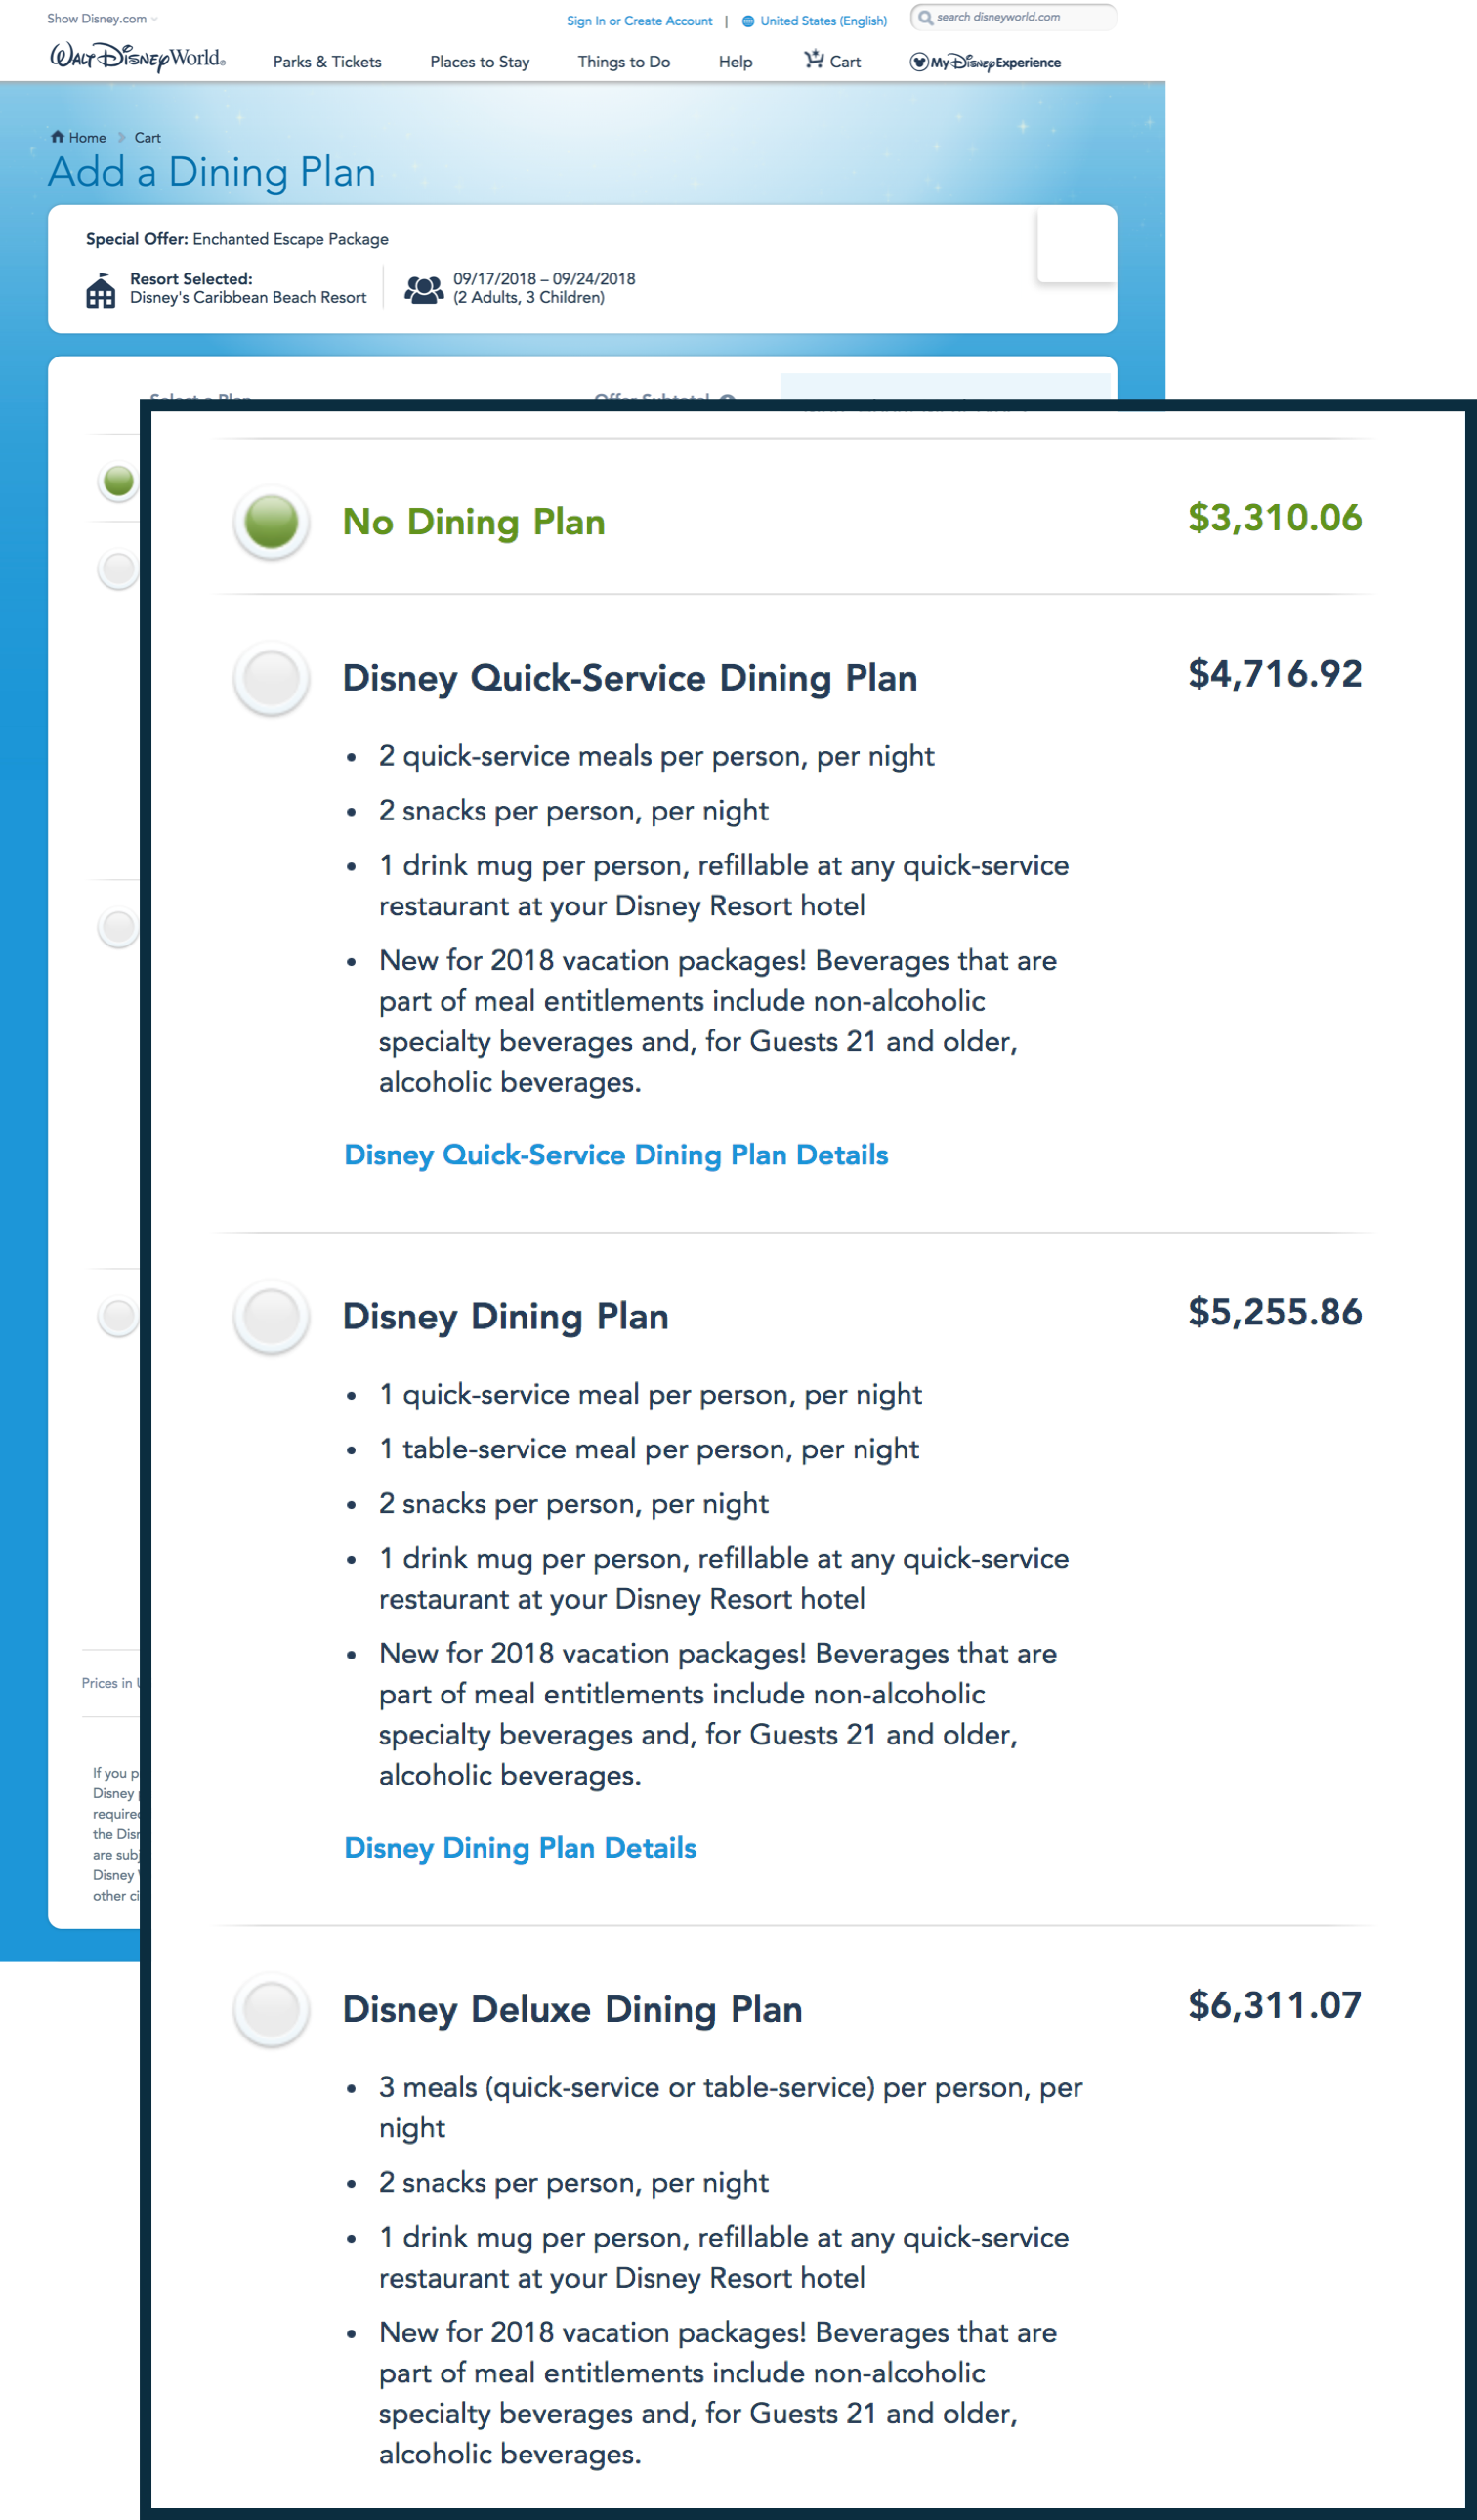 Show Disney.com
Sign In or Create Account | United States (English)
search disneyworld.com
Walt Disney World®
Parks & Tickets
Places to Stay
Things to Do
Help
Cart
My Disney Experience
Home > Cart
Add a Dining Plan
Special Offer: Enchanted Escape Package
Resort Selected:
Disney's Caribbean Beach Resort
09/17/2018 – 09/24/2018
(2 Adults, 3 Children)
Select a Plan
Offer Subtotal
No Dining Plan $3,310.06
Disney Quick-Service Dining Plan $4,716.92
• 2 quick-service meals per person, per night
• 2 snacks per person, per night
• 1 drink mug per person, refillable at any quick-service
restaurant at your Disney Resort hotel
• New for 2018 vacation packages! Beverages that are
part of meal entitlements include non-alcoholic
specialty beverages and, for Guests 21 and older,
alcoholic beverages.
Disney Quick-Service Dining Plan Details
Disney Dining Plan $5,255.86
• 1 quick-service meal per person, per night
• 1 table-service meal per person, per night
• 2 snacks per person, per night
• 1 drink mug per person, refillable at any quick-service
restaurant at your Disney Resort hotel
• New for 2018 vacation packages! Beverages that are
part of meal entitlements include non-alcoholic
specialty beverages and, for Guests 21 and older,
alcoholic beverages.
Disney Dining Plan Details
Disney Deluxe Dining Plan $6,311.07
• 3 meals (quick-service or table-service) per person, per
night
• 2 snacks per person, per night
• 1 drink mug per person, refillable at any quick-service
restaurant at your Disney Resort hotel
• New for 2018 vacation packages! Beverages that are
part of meal entitlements include non-alcoholic
specialty beverages and, for Guests 21 and older,
alcoholic beverages.
Prices in
If you
Disney
the
are
Disney
other